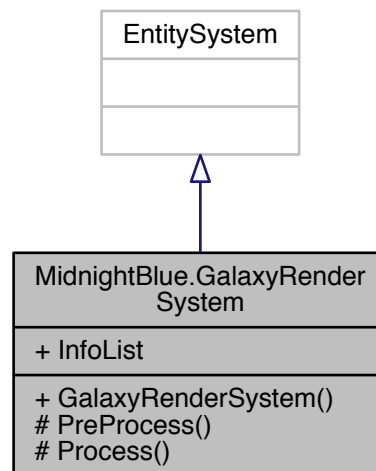 EntitySystem
MidnightBlue.GalaxyRender
System
+ InfoList
+ GalaxyRenderSystem()
# PreProcess()
# Process()